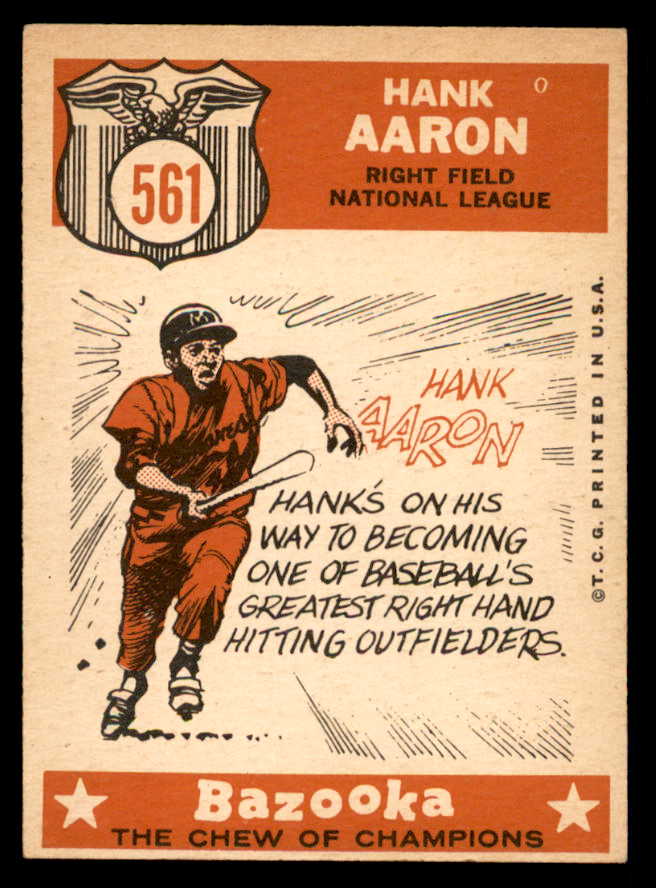 561
HANK
AARON
RIGHT FIELD
NATIONAL LEAGUE
M
HANK
AARON
HANK'S ON HIS
WAY TO BECOMING
ONE OF BASEBALL'S
GREATEST RIGHT HAND
HITTING OUTFIELDERS.
©T.C.G. PRINTED IN U.S.A.
Bazooka
THE CHEW OF CHAMPIONS